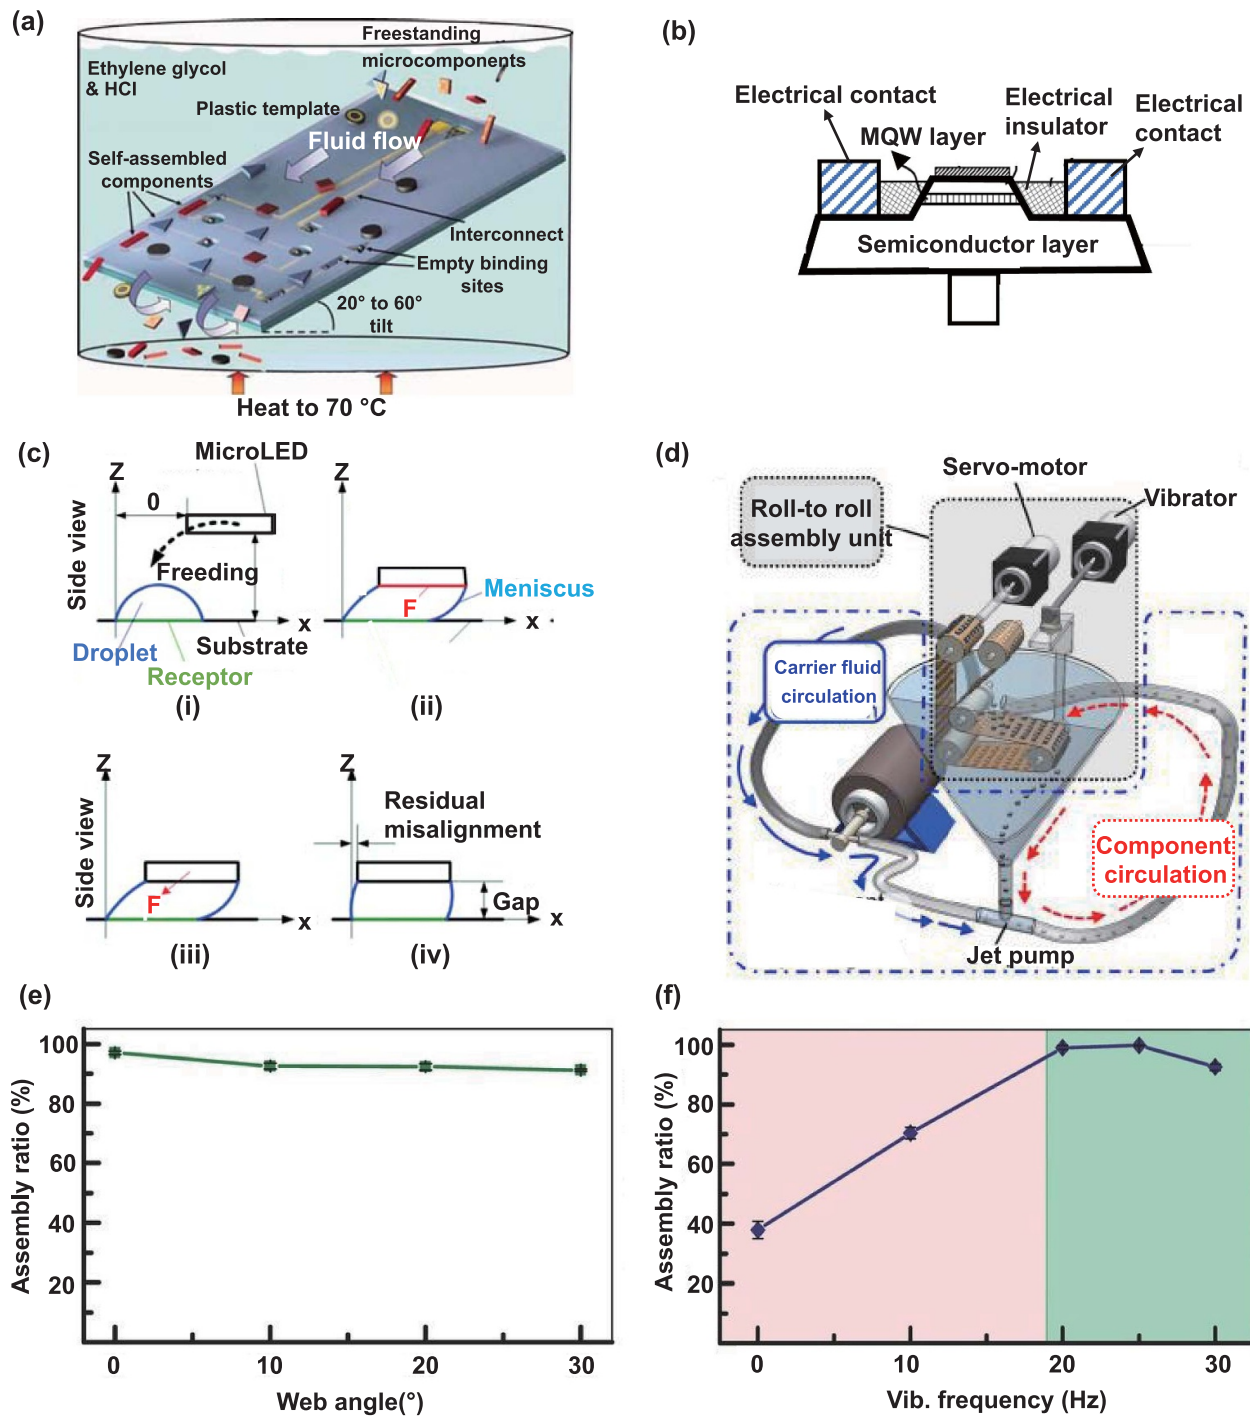 (a)
Freestanding
microcomponents
Ethylene glycol
& HCl
Plastic template
Fluid flow
Self-assembled
components
Interconnect
Empty binding
sites
20° to 60°
tilt
Heat to 70 °C
(b)
Electrical contact
MQW layer
Electrical
insulator
Electrical
contact
Semiconductor layer
(c)
MicroLED
Z
0
Side view
Freeding
Substrate
x
Droplet
Receptor
(i)
Z
F
Meniscus
x
(ii)
Z
Side view
F
x
(iii)
Z
Residual
misalignment
Gap
x
(iv)
(d)
Servo-motor
Vibrator
Roll-to roll
assembly unit
Carrier fluid
circulation
Component
circulation
Jet pump
(e)
Assembly ratio (%)
100
80
60
40
20
0 10 20 30
Web angle(°)
(f)
Assembly ratio (%)
100
80
60
40
20
0 10 20 30
Vib. frequency (Hz)